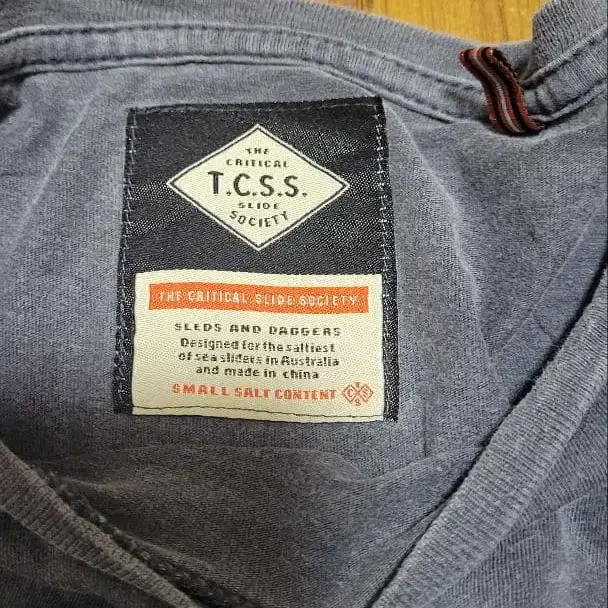 THE
CRITICAL
T.C.S.S.
SLIDE
SOCIETY
THE CRITICAL SLIDE SOCIETY
SLEDS AND DAGGERS
Designed for the saltiest
of sea sliders in Australia
and made in china
SMALL SALT CONTENT
T
C S
S